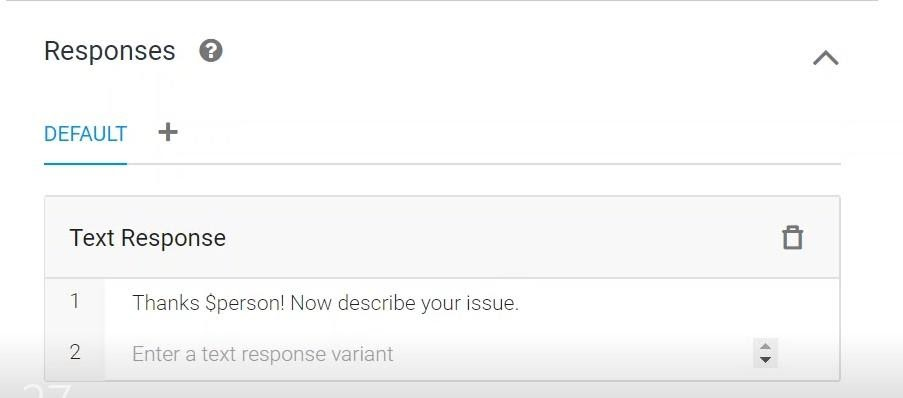 Responses ?
DEFAULT +
Text Response
1 Thanks $person! Now describe your issue.
2 Enter a text response variant